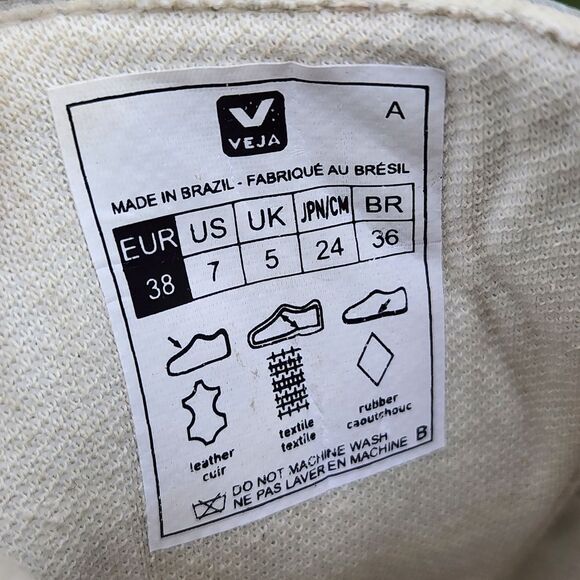 VEJA
A
MADE IN BRAZIL - FABRIQUÉ AU BRÉSIL
EUR US UK JPN/CM BR
38 7 5 24 36
leather
cuir
textile
textile
rubber
caoutchouc
DO NOT MACHINE WASH
NE PAS LAVER EN MACHINE
B